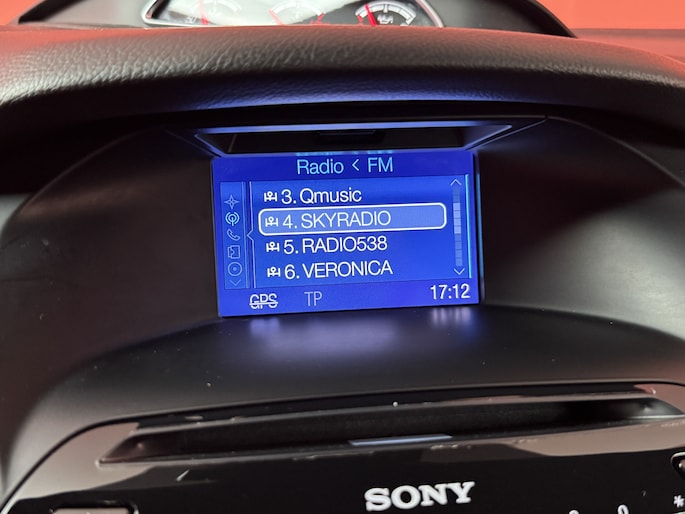 Radio < FM
3. Qmusic
4. SKYRADIO
5. RADIO538
6. VERONICA
GPS TP 17:12
SONY